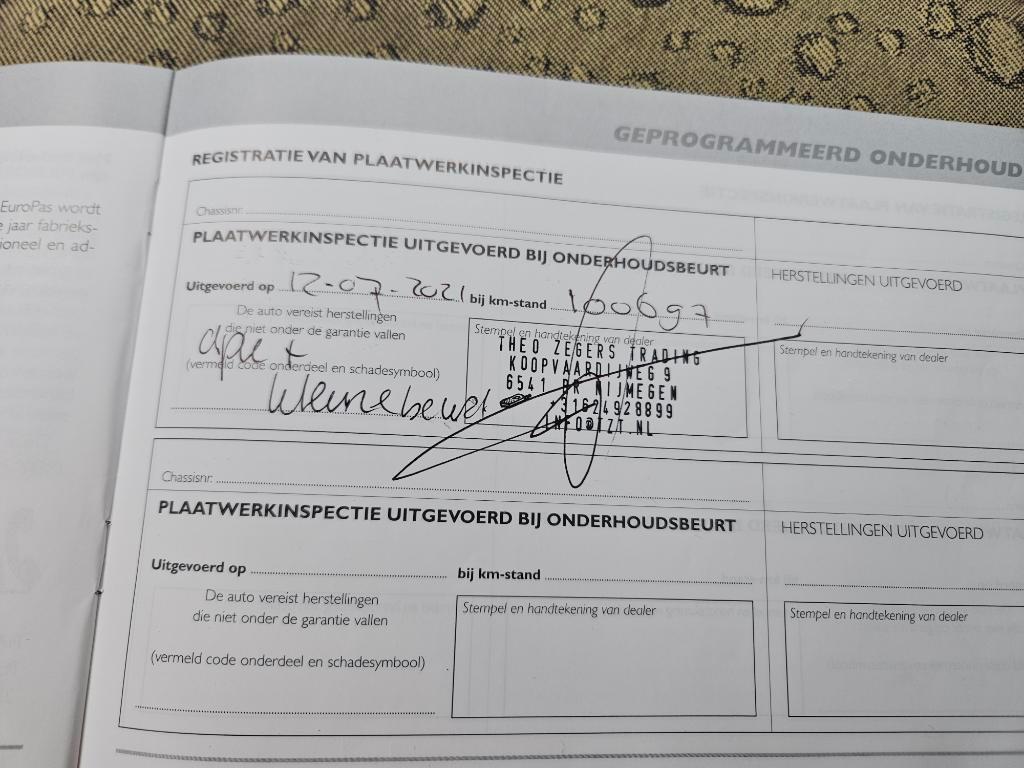 GEPROGRAMMEERD ONDERHOUD
EuroPas wordt
jaar fabrieks-
ioneel en ad-
REGISTRATIE VAN PLAATWERKINSPECTIE
Chassisnr.
PLAATWERKINSPECTIE UITGEVOERD BIJ ONDERHOUDSBEURT
HERSTELLINGEN UITGEVOERD
Uitgevoerd op 12-07-2021 bij km-stand 100697
De auto vereist herstellingen
die niet onder de garantie vallen
(vermeld code onderdeel en schadesymbool)
Stempel en handtekening van dealer
THEO ZEGERS TRADING
KOOPVAARDIJWEG 9
6541 BR NIJMEGEN
+31624928899
INFO@TZT.NL
Stempel en handtekening van dealer
Chassisnr.
PLAATWERKINSPECTIE UITGEVOERD BIJ ONDERHOUDSBEURT
HERSTELLINGEN UITGEVOERD
Uitgevoerd op bij km-stand
De auto vereist herstellingen
die niet onder de garantie vallen
(vermeld code onderdeel en schadesymbool)
Stempel en handtekening van dealer
Stempel en handtekening van dealer